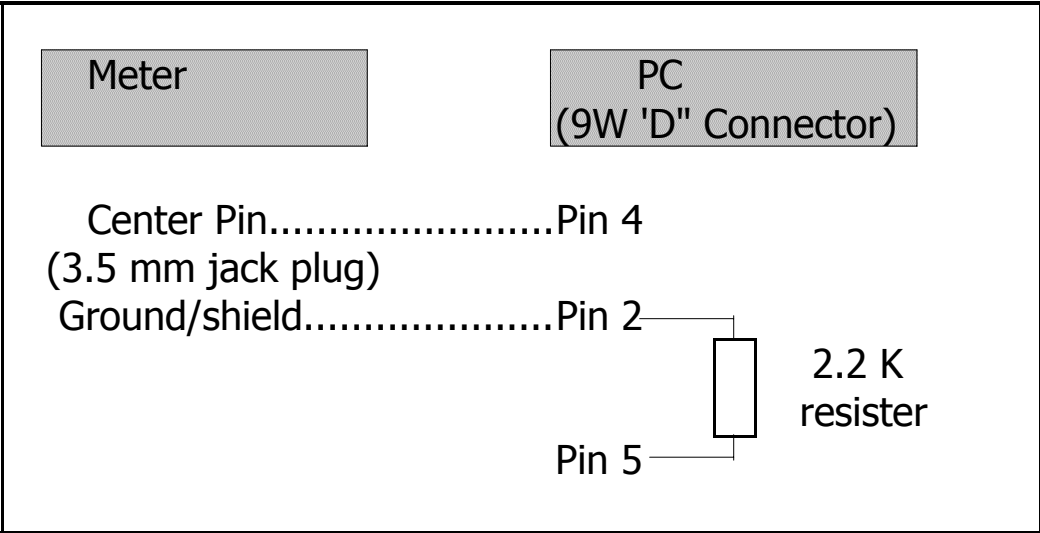 Meter
PC
(9W 'D" Connector)
Center Pin........................Pin 4
(3.5 mm jack plug)
Ground/shield.....................Pin 2
2.2 K
resister
Pin 5